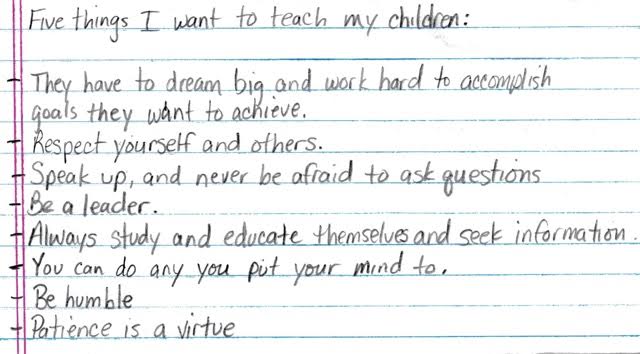 Five things I want to teach my children:
- They have to dream big and work hard to accomplish
goals they want to achieve.
- Respect yourself and others.
- Speak up, and never be afraid to ask questions
- Be a leader.
- Always study and educate themselves and seek information.
- You can do any you put your mind to.
- Be humble
- Patience is a virtue